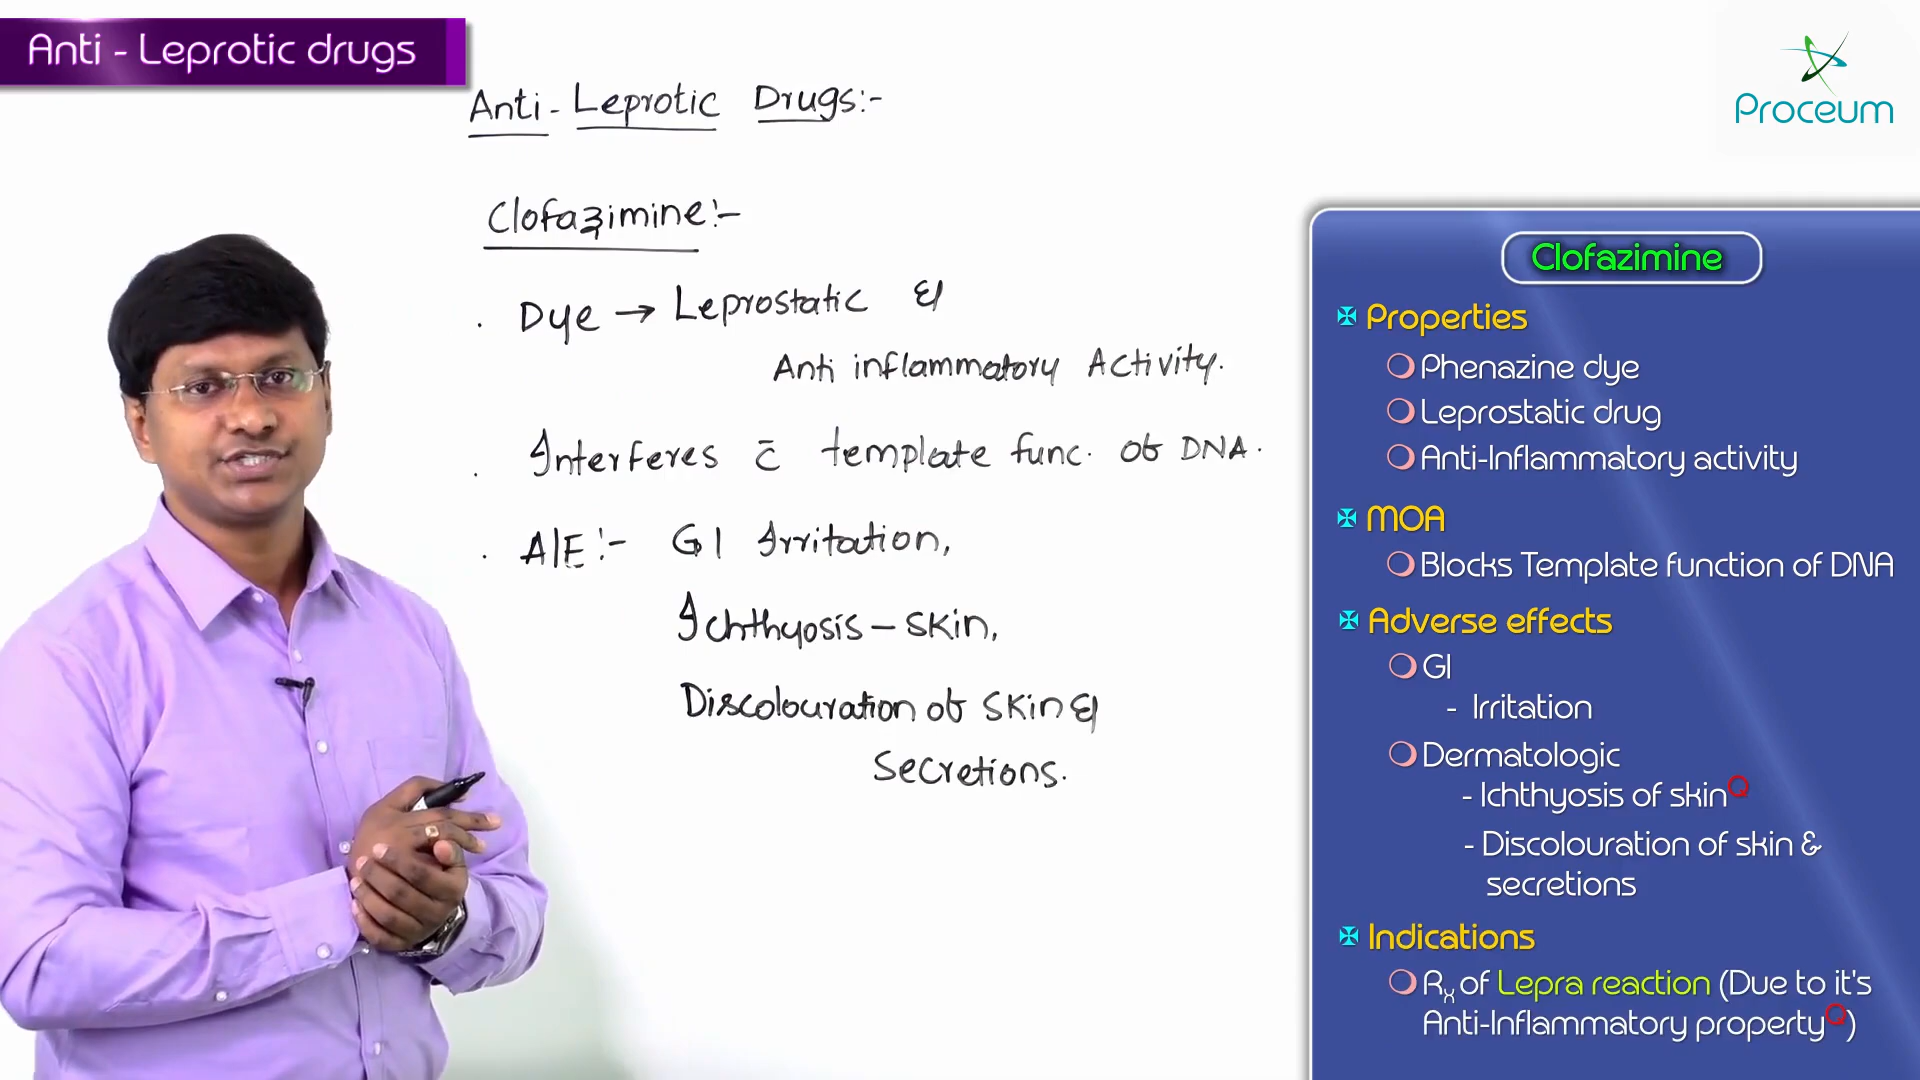 Anti - Leprotic drugs
Anti - Leprotic Drugs:-
Clofazimine:-
. Dye → Leprostatic &
Anti inflammatory Activity.
. Interferes c̄ template func. of DNA.
. A/E:- GI Irritation,
Ichthyosis - skin,
Discolouration of skin &
Secretions.
Proceum
Clofazimine
Properties
Phenazine dye
Leprostatic drug
Anti-Inflammatory activity
MOA
Blocks Template function of DNA
Adverse effects
GI
- Irritation
Dermatologic
- Ichthyosis of skin Q
- Discolouration of skin &
secretions
Indications
Rx of Lepra reaction (Due to it's
Anti-Inflammatory property Q)